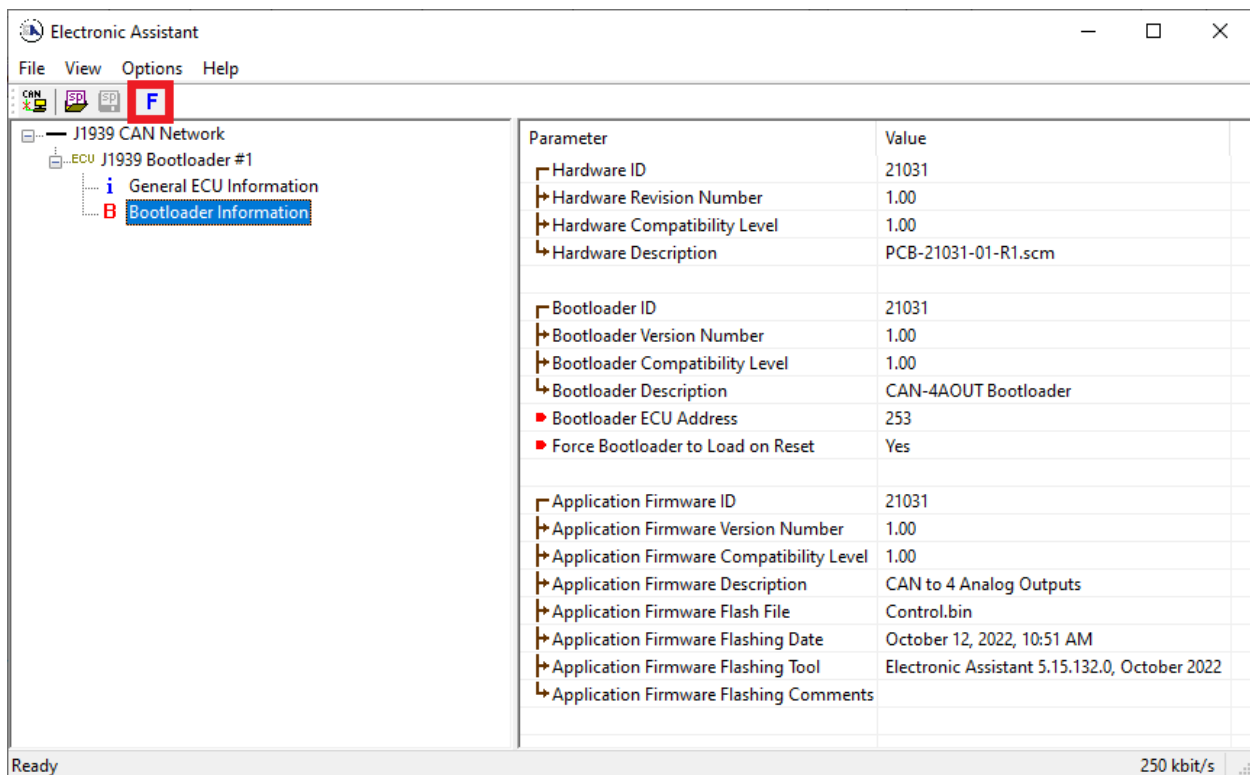 Electronic Assistant
File View Options Help
CAN SP SP F
J1939 CAN Network
ECU J1939 Bootloader #1
i General ECU Information
B Bootloader Information
Parameter Value
Hardware ID 21031
Hardware Revision Number 1.00
Hardware Compatibility Level 1.00
Hardware Description PCB-21031-01-R1.scm
Bootloader ID 21031
Bootloader Version Number 1.00
Bootloader Compatibility Level 1.00
Bootloader Description CAN-4AOUT Bootloader
Bootloader ECU Address 253
Force Bootloader to Load on Reset Yes
Application Firmware ID 21031
Application Firmware Version Number 1.00
Application Firmware Compatibility Level 1.00
Application Firmware Description CAN to 4 Analog Outputs
Application Firmware Flash File Control.bin
Application Firmware Flashing Date October 12, 2022, 10:51 AM
Application Firmware Flashing Tool Electronic Assistant 5.15.132.0, October 2022
Application Firmware Flashing Comments
Ready 250 kbit/s